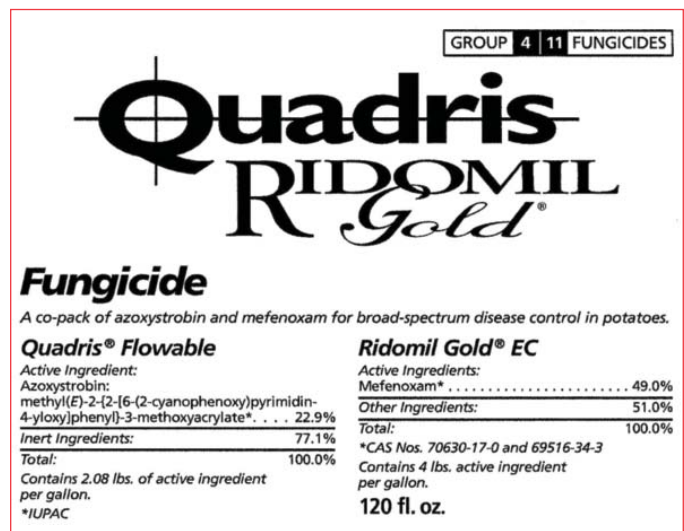 GROUP 4 11 FUNGICIDES
Quadris
RIDOMIL
Gold®
Fungicide
A co-pack of azoxystrobin and mefenoxam for broad-spectrum disease control in potatoes.
Quadris® Flowable
Active Ingredient:
Azoxystrobin:
methyl(E)-2-{2-[6-(2-cyanophenoxy)pyrimidin-
4-yloxy]phenyl}-3-methoxyacrylate*. . . . 22.9%
Inert Ingredients: 77.1%
Total: 100.0%
Contains 2.08 lbs. of active ingredient
per gallon.
*IUPAC
Ridomil Gold® EC
Active Ingredients:
Mefenoxam* . . . . . . . . . . . . . . . . . . . . . 49.0%
Other Ingredients: 51.0%
Total: 100.0%
*CAS Nos. 70630-17-0 and 69516-34-3
Contains 4 lbs. active ingredient
per gallon.
120 fl. oz.